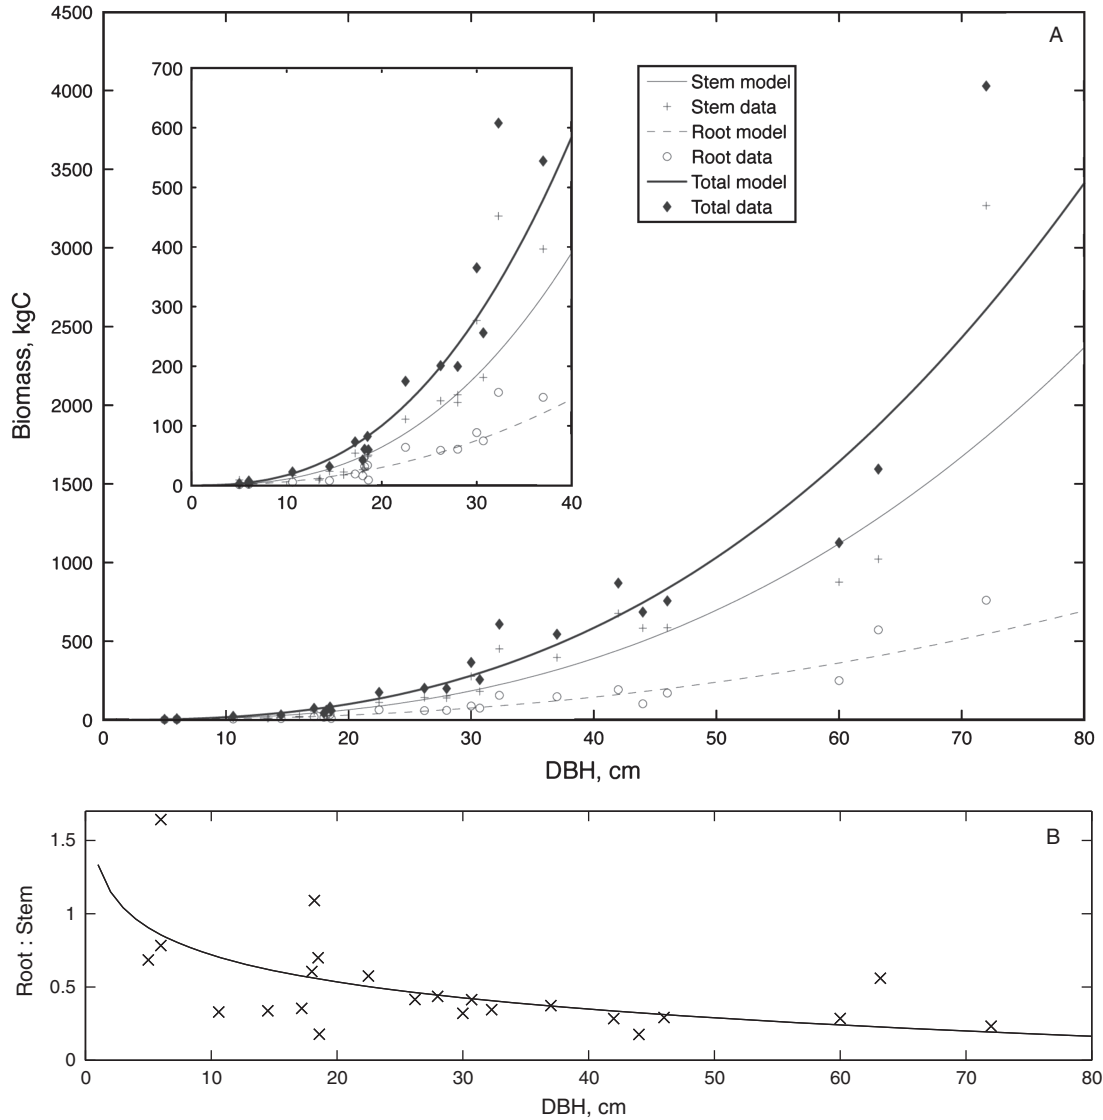 4500
A
4000
3500
3000
2500
2000
1500
1000
500
0
Biomass, kgC
700
600
500
400
300
200
100
0
0 10 20 30 40
Stem model
Stem data
Root model
Root data
Total model
Total data
0 10 20 30 40 50 60 70 80
DBH, cm
B
1.5
1
0.5
0
Root : Stem
0 10 20 30 40 50 60 70 80
DBH, cm